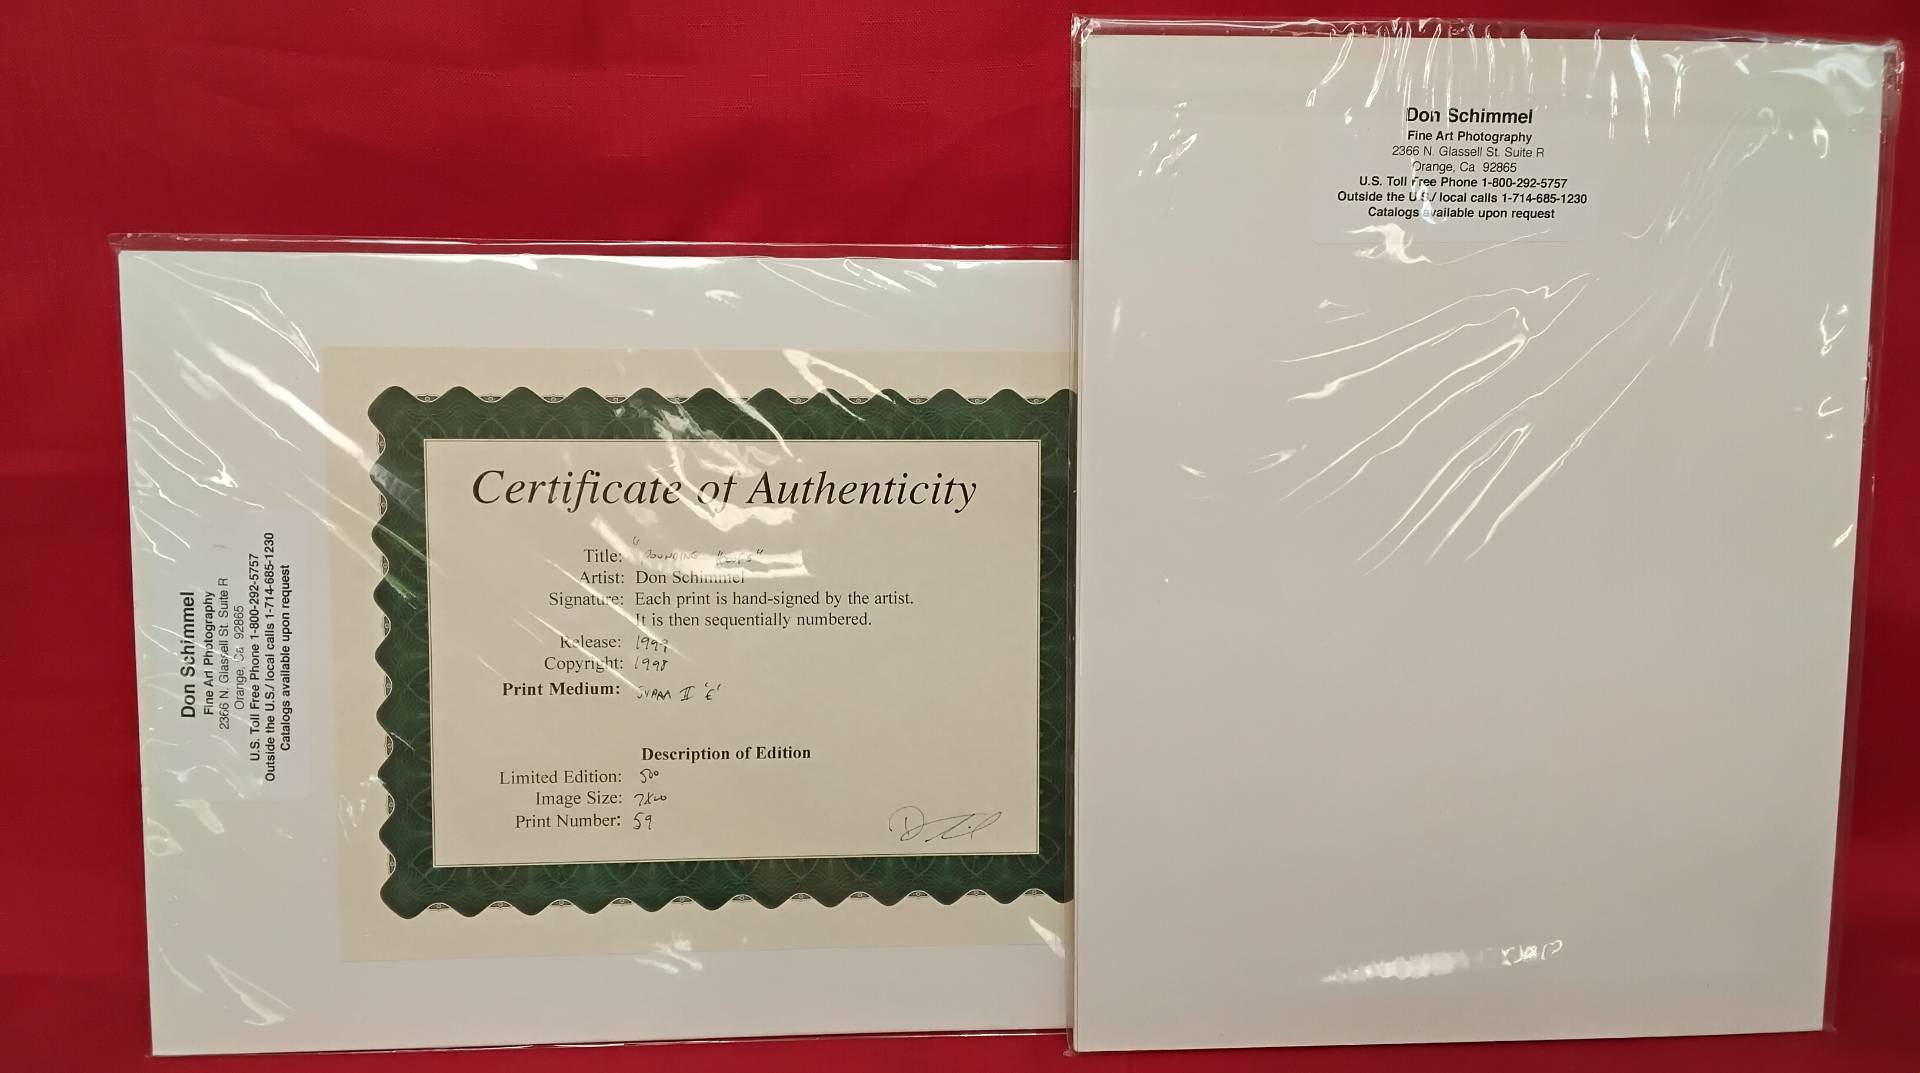 Don Schimmel
Fine Art Photography
2366 N. Glassell St. Suite R
Orange, Ca 92865
U.S. Toll Free Phone 1-800-292-5757
Outside the U.S./ local calls 1-714-685-1230
Catalogs available upon request
Certificate of Authenticity
Title: "
Artist: Don Schimmel
Signature: Each print is hand-signed by the artist.
It is then sequentially numbered.
Release: 1999
Copyright: 1998
Print Medium: II 'E'
Description of Edition
Limited Edition: 500
Image Size:
Print Number: 59
Don Schimmel
Fine Art Photography
2366 N. Glassell St. Suite R
Orange, Ca 92865
U.S. Toll Free Phone 1-800-292-5757
Outside the U.S./ local calls 1-714-685-1230
Catalogs available upon request